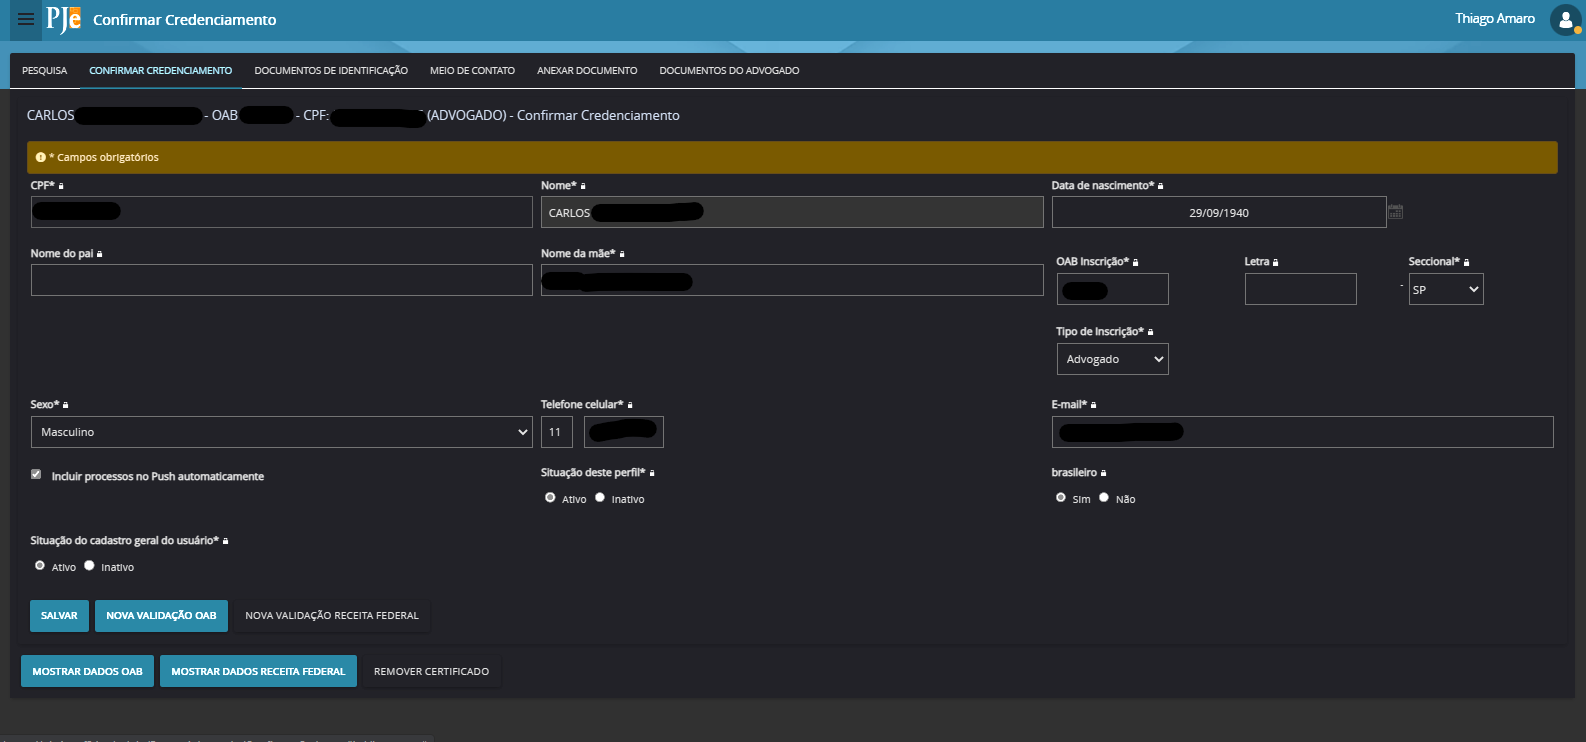 PJe Confirmar Credenciamento Thiago Amaro
PESQUISA CONFIRMAR CREDENCIAMENTO DOCUMENTOS DE IDENTIFICAÇÃO MEIO DE CONTATO ANEXAR DOCUMENTO DOCUMENTOS DO ADVOGADO
CARLOS - OAB - CPF: (ADVOGADO) - Confirmar Credenciamento
* Campos obrigatórios
CPF* Nome* Data de nascimento*
CARLOS 29/09/1940
Nome do pai Nome da mãe*
OAB Inscrição* Letra Seccional*
- SP
Tipo de Inscrição*
Advogado
Sexo* Telefone celular* E-mail*
Masculino 11
Incluir processos no Push automaticamente Situação deste perfil* brasileiro
Ativo Inativo Sim Não
Situação do cadastro geral do usuário*
Ativo Inativo
SALVAR NOVA VALIDAÇÃO OAB NOVA VALIDAÇÃO RECEITA FEDERAL
MOSTRAR DADOS OAB MOSTRAR DADOS RECEITA FEDERAL REMOVER CERTIFICADO